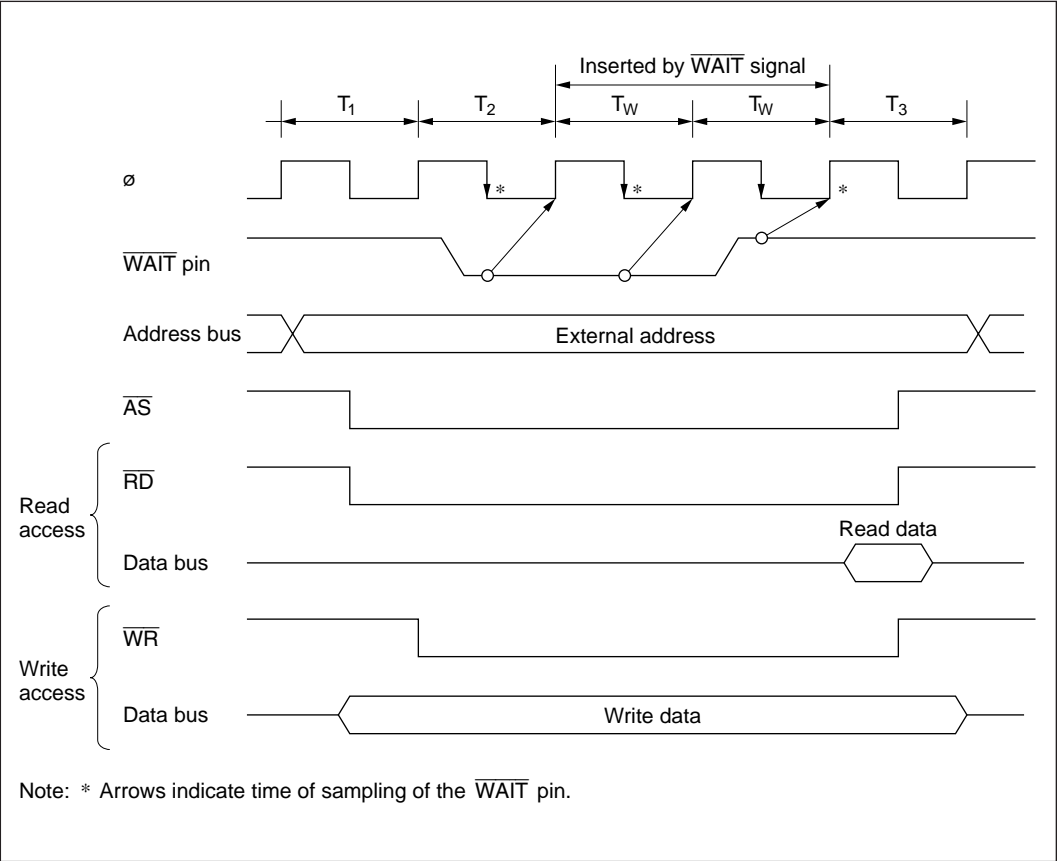 Inserted by WAIT signal
T1 T2 TW TW T3
ø * * *
WAIT pin
Address bus External address
AS
Read access
RD
Read data
Data bus
Write access
WR
Data bus Write data
Note: * Arrows indicate time of sampling of the WAIT pin.